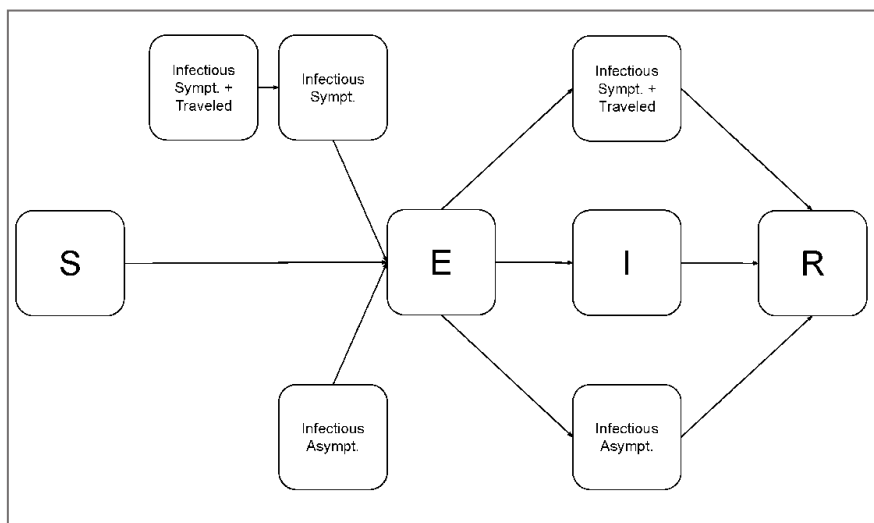 Infectious
Sympt. +
Traveled
Infectious
Sympt.
Infectious
Sympt. +
Traveled
S
E
I
R
Infectious
Asympt.
Infectious
Asympt.